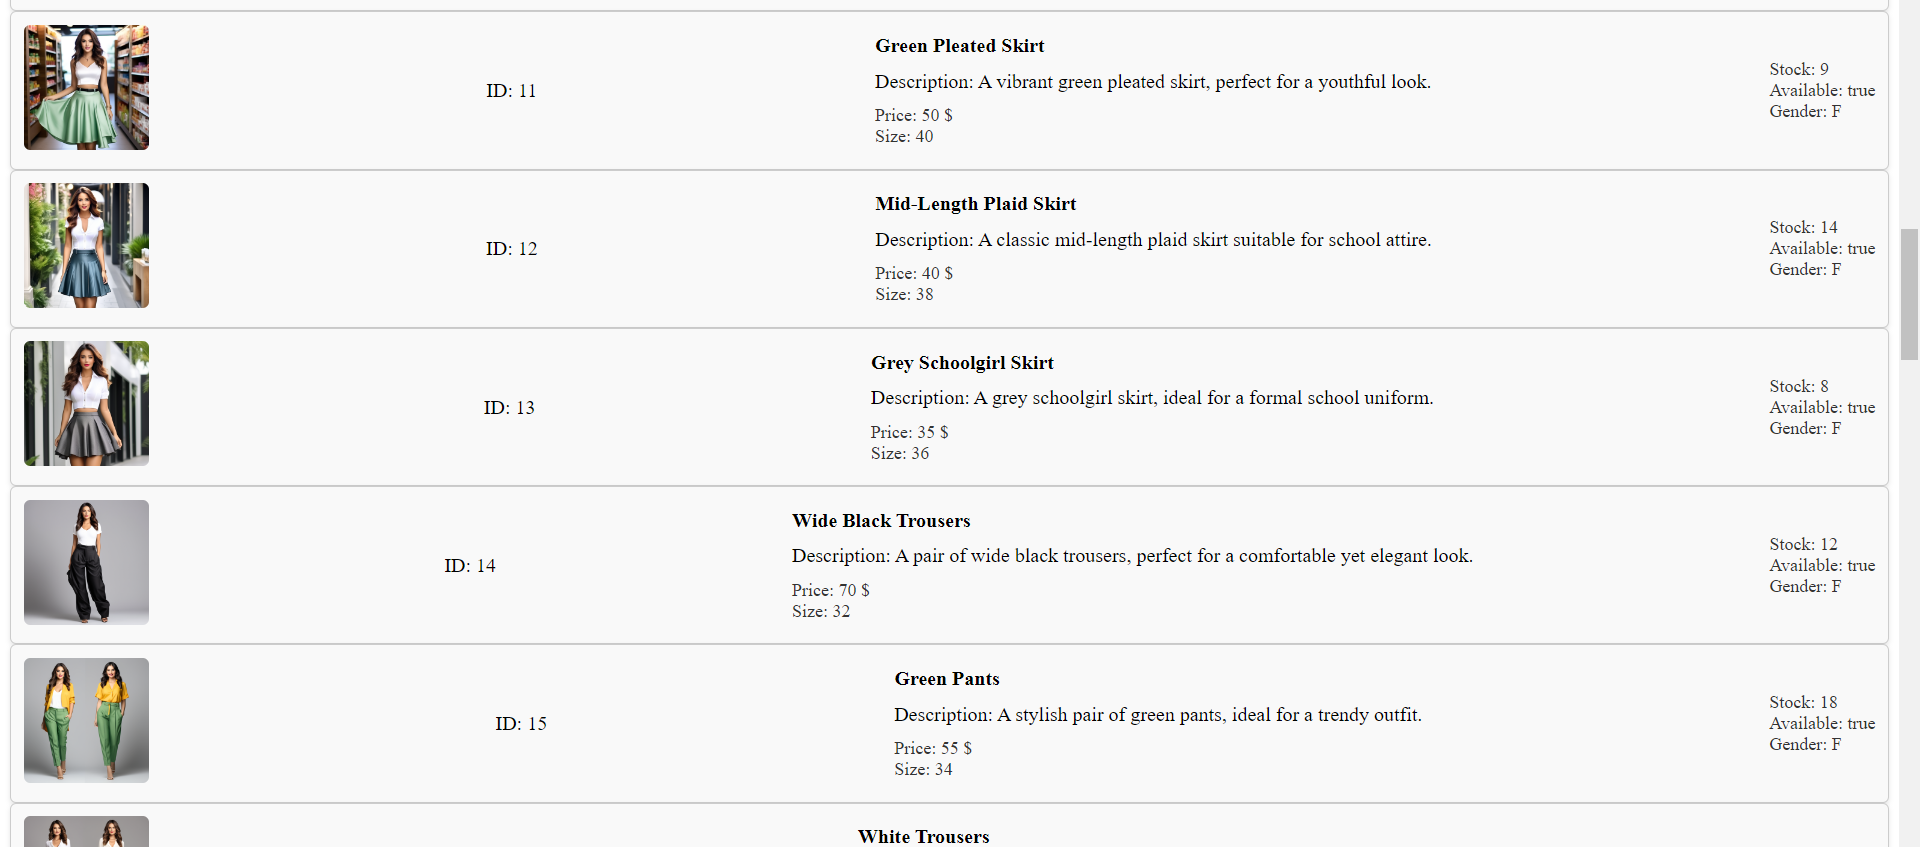 ID: 11
Green Pleated Skirt
Description: A vibrant green pleated skirt, perfect for a youthful look.
Price: 50 $
Size: 40
Stock: 9
Available: true
Gender: F
ID: 12
Mid-Length Plaid Skirt
Description: A classic mid-length plaid skirt suitable for school attire.
Price: 40 $
Size: 38
Stock: 14
Available: true
Gender: F
ID: 13
Grey Schoolgirl Skirt
Description: A grey schoolgirl skirt, ideal for a formal school uniform.
Price: 35 $
Size: 36
Stock: 8
Available: true
Gender: F
ID: 14
Wide Black Trousers
Description: A pair of wide black trousers, perfect for a comfortable yet elegant look.
Price: 70 $
Size: 32
Stock: 12
Available: true
Gender: F
ID: 15
Green Pants
Description: A stylish pair of green pants, ideal for a trendy outfit.
Price: 55 $
Size: 34
Stock: 18
Available: true
Gender: F
White Trousers